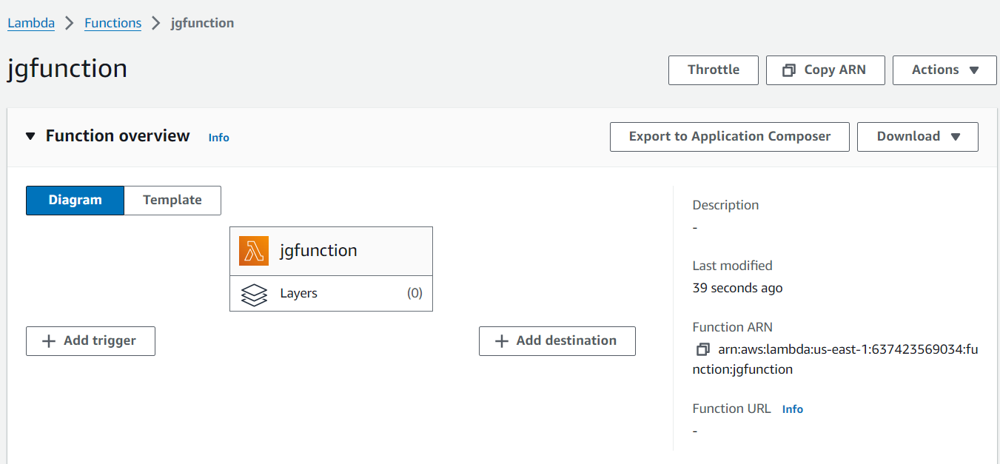 Lambda > Functions > jgfunction
jgfunction
Throttle
Copy ARN
Actions
Function overview Info
Export to Application Composer
Download
Diagram
Template
jgfunction
Layers (0)
+ Add trigger
+ Add destination
Description
-
Last modified
39 seconds ago
Function ARN
arn:aws:lambda:us-east-1:637423569034:fu
nction:jgfunction
Function URL Info
-